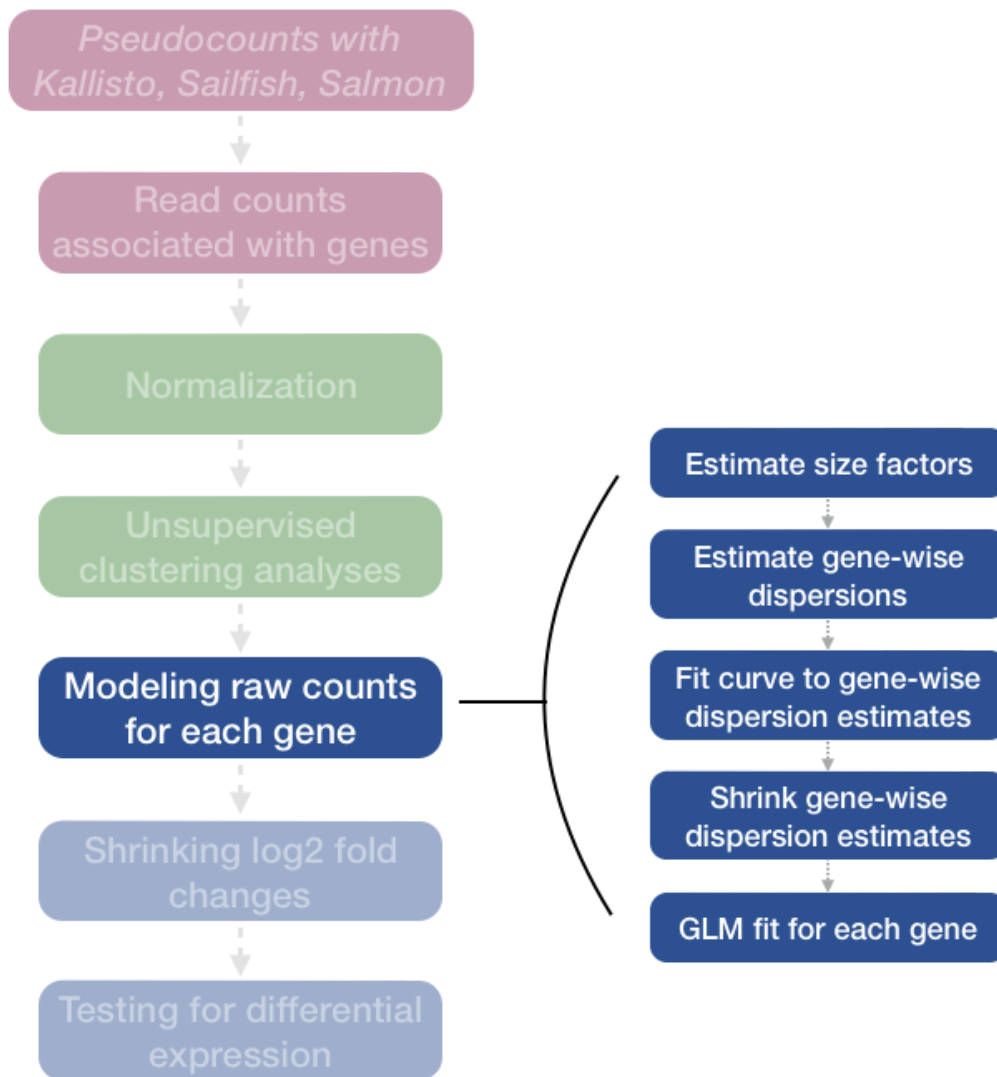 Pseudocounts with
Kallisto, Sailfish, Salmon
Read counts
associated with genes
Normalization
Unsupervised
clustering analyses
Modeling raw counts
for each gene
Shrinking log2 fold
changes
Testing for differential
expression
Estimate size factors
Estimate gene-wise
dispersions
Fit curve to gene-wise
dispersion estimates
Shrink gene-wise
dispersion estimates
GLM fit for each gene